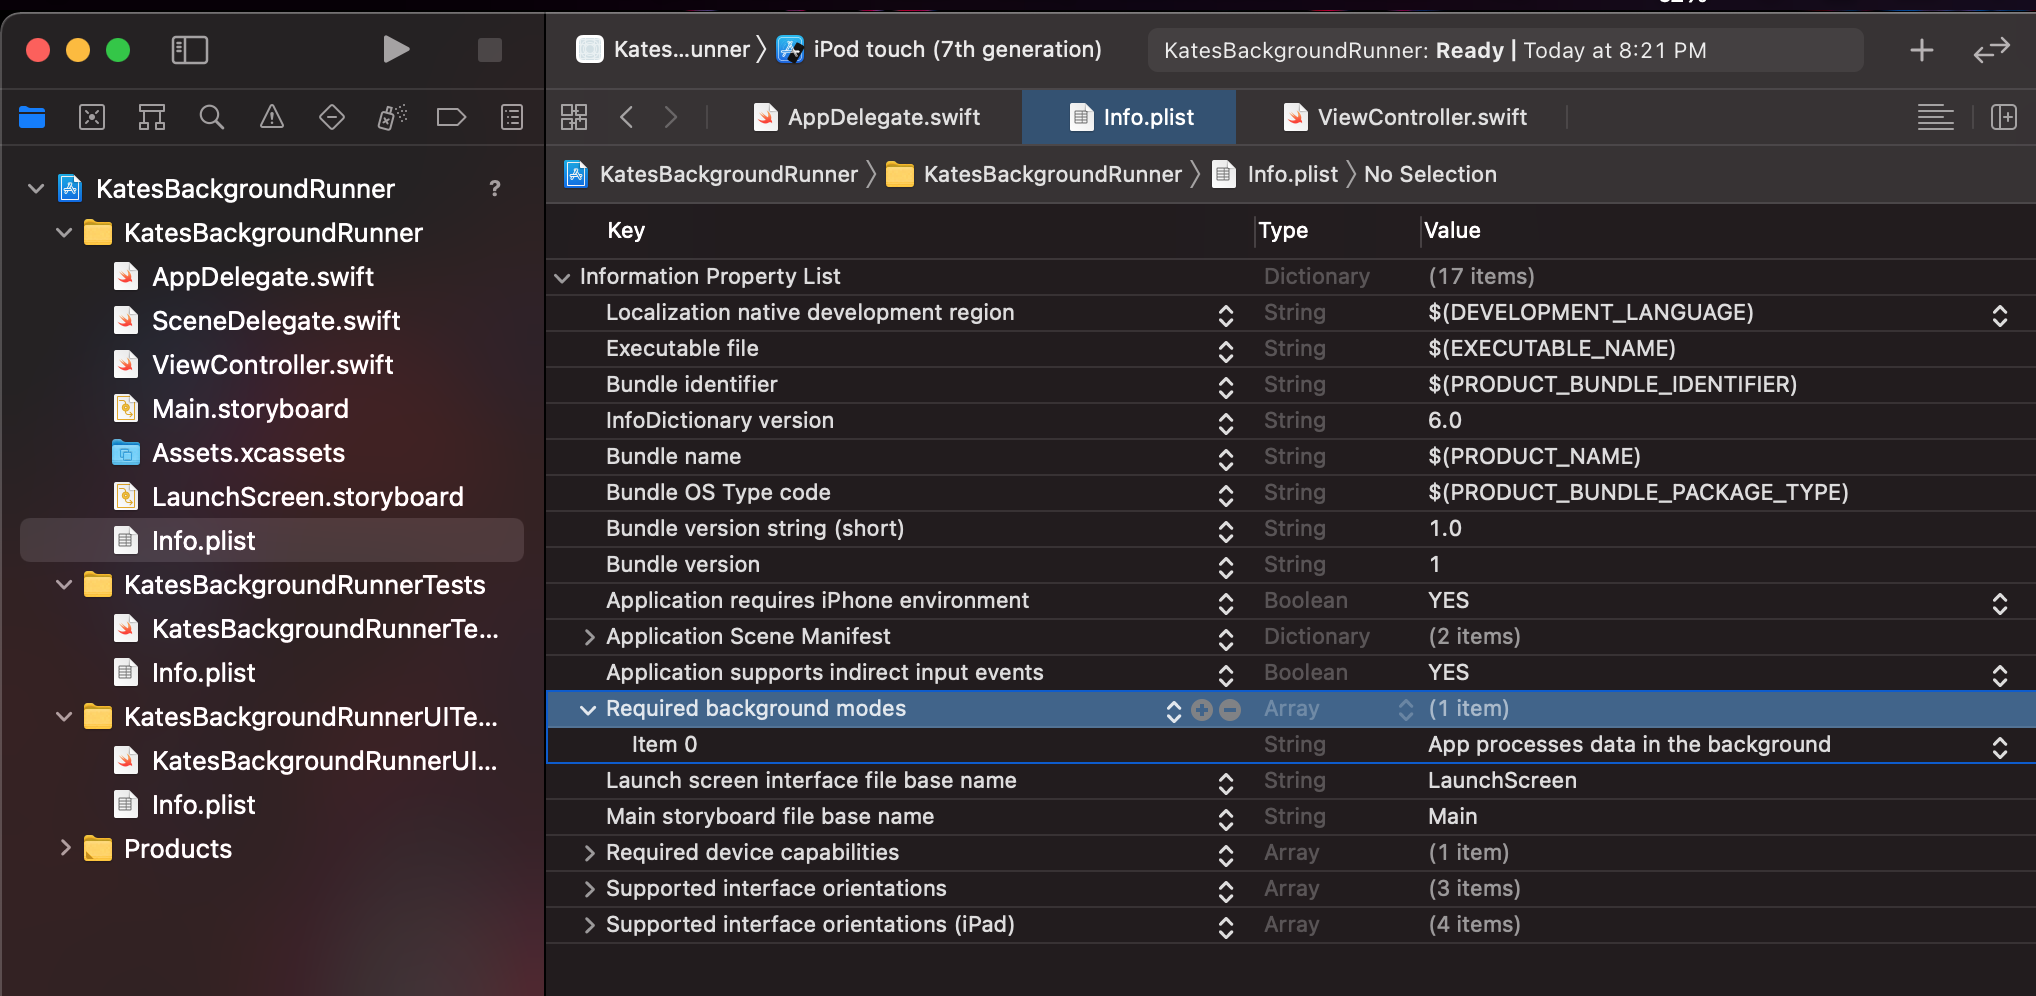 Kates...unner iPod touch (7th generation)
KatesBackgroundRunner: Ready | Today at 8:21 PM
AppDelegate.swift
Info.plist
ViewController.swift
KatesBackgroundRunner KatesBackgroundRunner Info.plist No Selection
KatesBackgroundRunner ?
KatesBackgroundRunner
AppDelegate.swift
SceneDelegate.swift
ViewController.swift
Main.storyboard
Assets.xcassets
LaunchScreen.storyboard
Info.plist
KatesBackgroundRunnerTests
KatesBackgroundRunnerTe...
Info.plist
KatesBackgroundRunnerUITe...
KatesBackgroundRunnerUI...
Info.plist
Products
Key Type Value
Information Property List Dictionary (17 items)
Localization native development region String $(DEVELOPMENT_LANGUAGE)
Executable file String $(EXECUTABLE_NAME)
Bundle identifier String $(PRODUCT_BUNDLE_IDENTIFIER)
InfoDictionary version String 6.0
Bundle name String $(PRODUCT_NAME)
Bundle OS Type code String $(PRODUCT_BUNDLE_PACKAGE_TYPE)
Bundle version string (short) String 1.0
Bundle version String 1
Application requires iPhone environment Boolean YES
Application Scene Manifest Dictionary (2 items)
Application supports indirect input events Boolean YES
Required background modes Array (1 item)
Item 0 String App processes data in the background
Launch screen interface file base name String LaunchScreen
Main storyboard file base name String Main
Required device capabilities Array (1 item)
Supported interface orientations Array (3 items)
Supported interface orientations (iPad) Array (4 items)